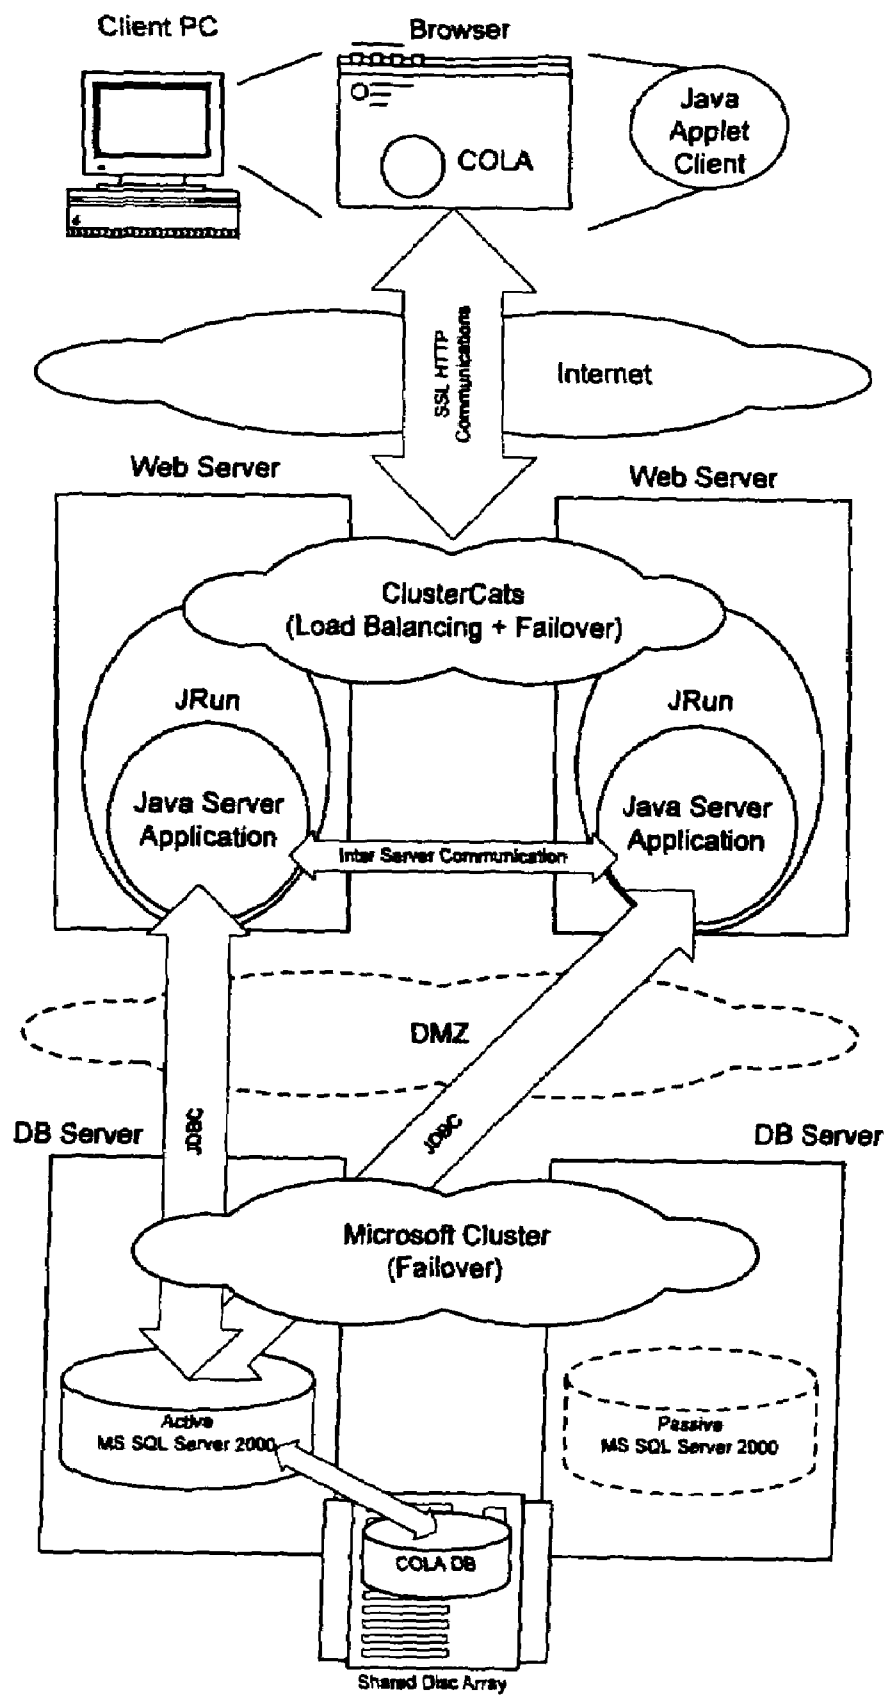 Client PC
Browser
Java
Applet
Client
COLA
SSL HTTP
Communications
Internet
Web Server
Web Server
ClusterCats
(Load Balancing + Failover)
JRun
JRun
Java Server
Application
Java Server
Application
Inter Server Communication
DMZ
JDBC
JDBC
DB Server
DB Server
Microsoft Cluster
(Failover)
Active
MS SQL Server 2000
Passive
MS SQL Server 2000
COLA DB
Shared Disc Array